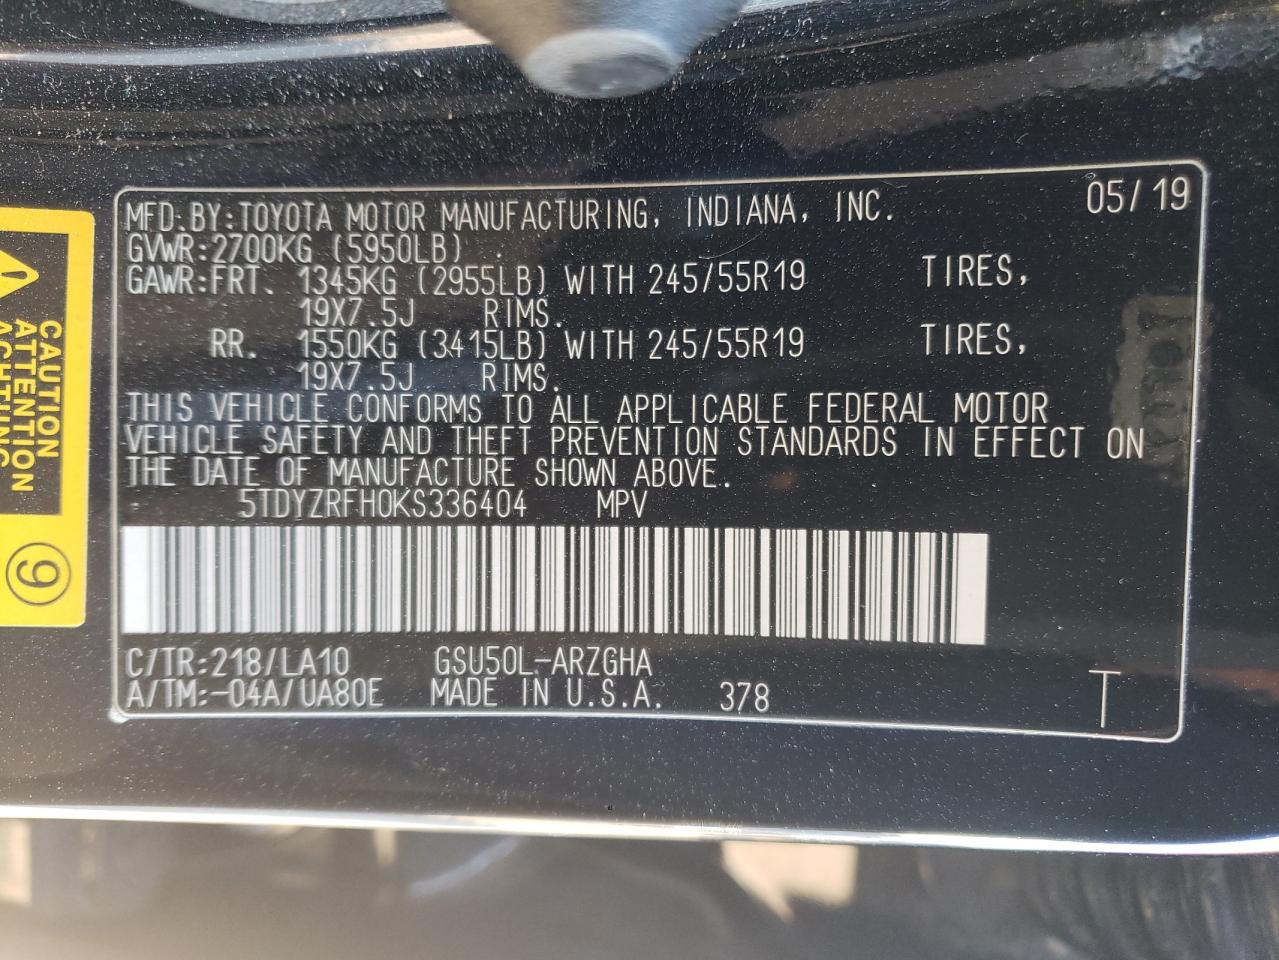 MFD.BY:TOYOTA MOTOR MANUFACTURING, INDIANA, INC. 05/19
GVWR:2700KG (5950LB)
GAWR:FRT. 1345KG (2955LB) WITH 245/55R19 TIRES,
19X7.5J RIMS.
RR. 1550KG (3415LB) WITH 245/55R19 TIRES,
19X7.5J RIMS.
THIS VEHICLE CONFORMS TO ALL APPLICABLE FEDERAL MOTOR
VEHICLE SAFETY AND THEFT PREVENTION STANDARDS IN EFFECT ON
THE DATE OF MANUFACTURE SHOWN ABOVE.
5TDYZRFH0KS336404 MPV
C/TR:218/LA10 GSU50L-ARZGHA
A/TM:-04A/UA80E MADE IN U.S.A. 378 T
CAUTION
ATTENTION
ACHTUNG
9